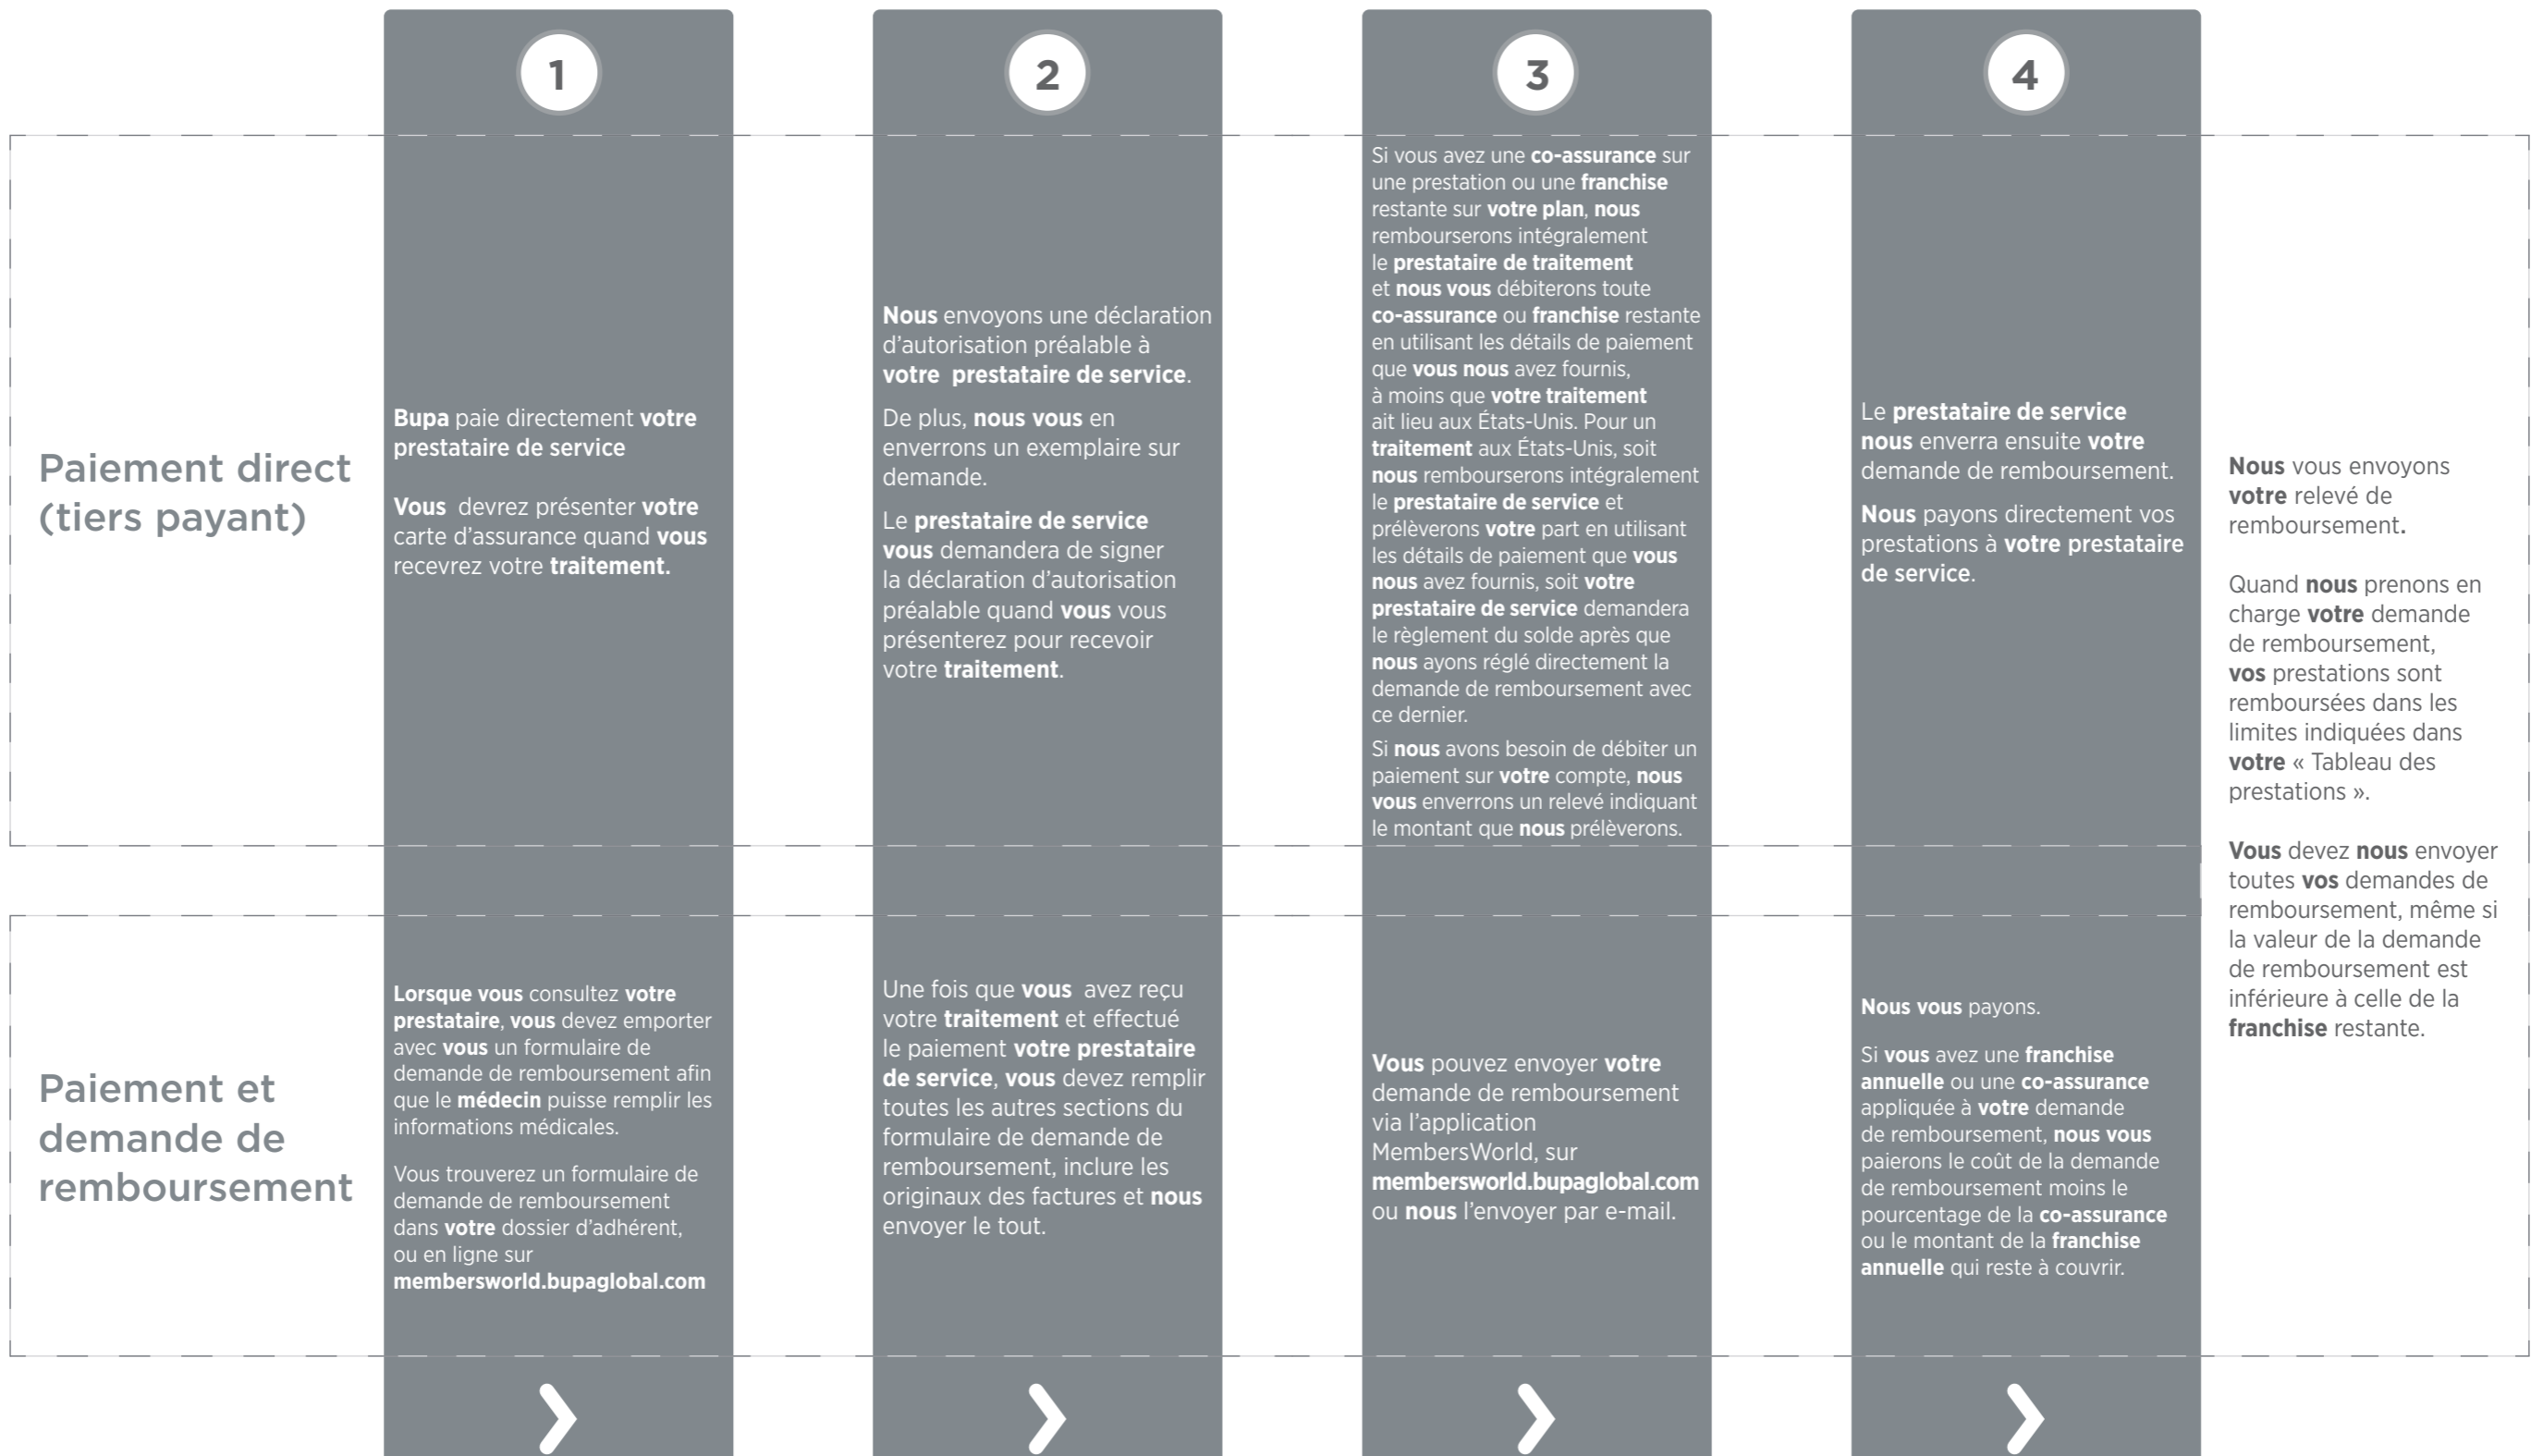 1
2
3
4
Paiement direct
(tiers payant)
Bupa paie directement votre
prestataire de service
Vous devrez présenter votre
carte d'assurance quand vous
recevrez votre traitement.
Nous envoyons une déclaration
d'autorisation préalable à
votre prestataire de service.
De plus, nous vous en
enverrons un exemplaire sur
demande.
Le prestataire de service
vous demandera de signer
la déclaration d'autorisation
préalable quand vous vous
présenterez pour recevoir
votre traitement.
Si vous avez une co-assurance sur
une prestation ou une franchise
restante sur votre plan, nous
rembourserons intégralement
le prestataire de traitement
et nous vous débiterons toute
co-assurance ou franchise restante
en utilisant les détails de paiement
que vous nous avez fournis,
à moins que votre traitement
ait lieu aux États-Unis. Pour un
traitement aux États-Unis, soit
nous rembourserons intégralement
le prestataire de service et
prélèverons votre part en utilisant
les détails de paiement que vous
nous avez fournis, soit votre
prestataire de service demandera
le règlement du solde après que
nous ayons réglé directement la
demande de remboursement avec
ce dernier.
Si nous avons besoin de débiter un
paiement sur votre compte, nous
vous enverrons un relevé indiquant
le montant que nous prélèverons.
Le prestataire de service
nous enverra ensuite votre
demande de remboursement.
Nous payons directement vos
prestations à votre prestataire
de service.
Paiement et
demande de
remboursement
Lorsque vous consultez votre
prestataire, vous devez emporter
avec vous un formulaire de
demande de remboursement afin
que le médecin puisse remplir les
informations médicales.
Vous trouverez un formulaire de
demande de remboursement
dans votre dossier d'adhérent,
ou en ligne sur
membersworld.bupaglobal.com
Une fois que vous avez reçu
votre traitement et effectué
le paiement votre prestataire
de service, vous devez remplir
toutes les autres sections du
formulaire de demande de
remboursement, inclure les
originaux des factures et nous
envoyer le tout.
Vous pouvez envoyer votre
demande de remboursement
via l'application
MembersWorld, sur
membersworld.bupaglobal.com
ou nous l'envoyer par e-mail.
Nous vous payons.
Si vous avez une franchise
annuelle ou une co-assurance
appliquée à votre demande
de remboursement, nous vous
paierons le coût de la demande
de remboursement moins le
pourcentage de la co-assurance
ou le montant de la franchise
annuelle qui reste à couvrir.
Nous vous envoyons
votre relevé de
remboursement.
Quand nous prenons en
charge votre demande
de remboursement,
vos prestations sont
remboursées dans les
limites indiquées dans
votre « Tableau des
prestations ».
Vous devez nous envoyer
toutes vos demandes de
remboursement, même si
la valeur de la demande
de remboursement est
inférieure à celle de la
franchise restante.